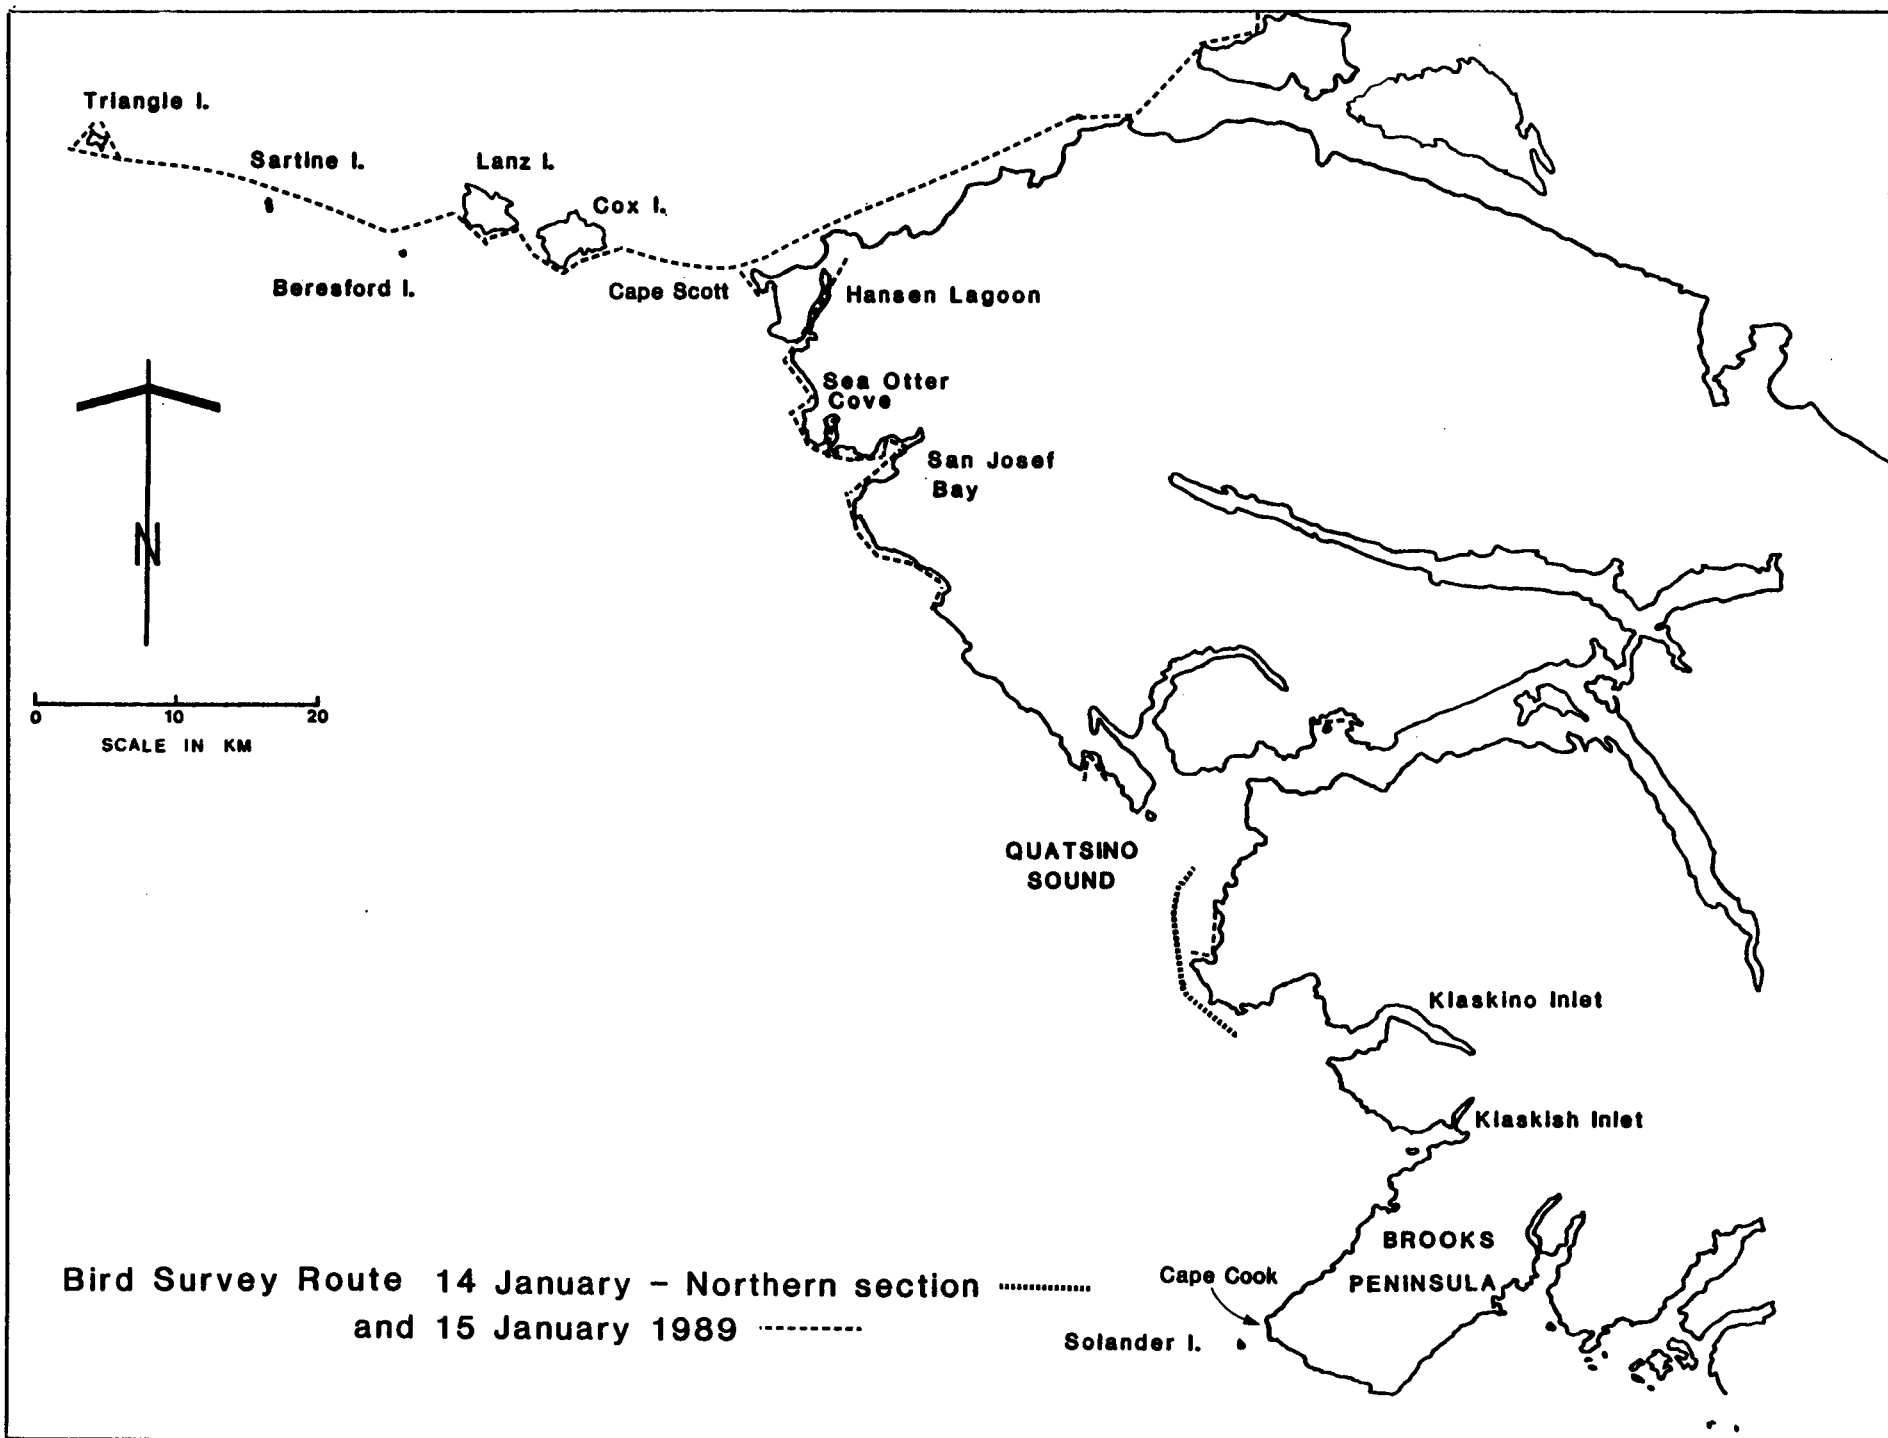 Triangle I.
Sartine I.
Lanz I.
Cox I.
Beresford I.
Cape Scott
Hansen Lagoon
Sea Otter
Cove
San Josef
Bay
N
0 10 20
SCALE IN KM
QUATSINO
SOUND
Klaskino Inlet
Klaskish Inlet
BROOKS
PENINSULA
Cape Cook
Solander I.
Bird Survey Route 14 January – Northern section
and 15 January 1989